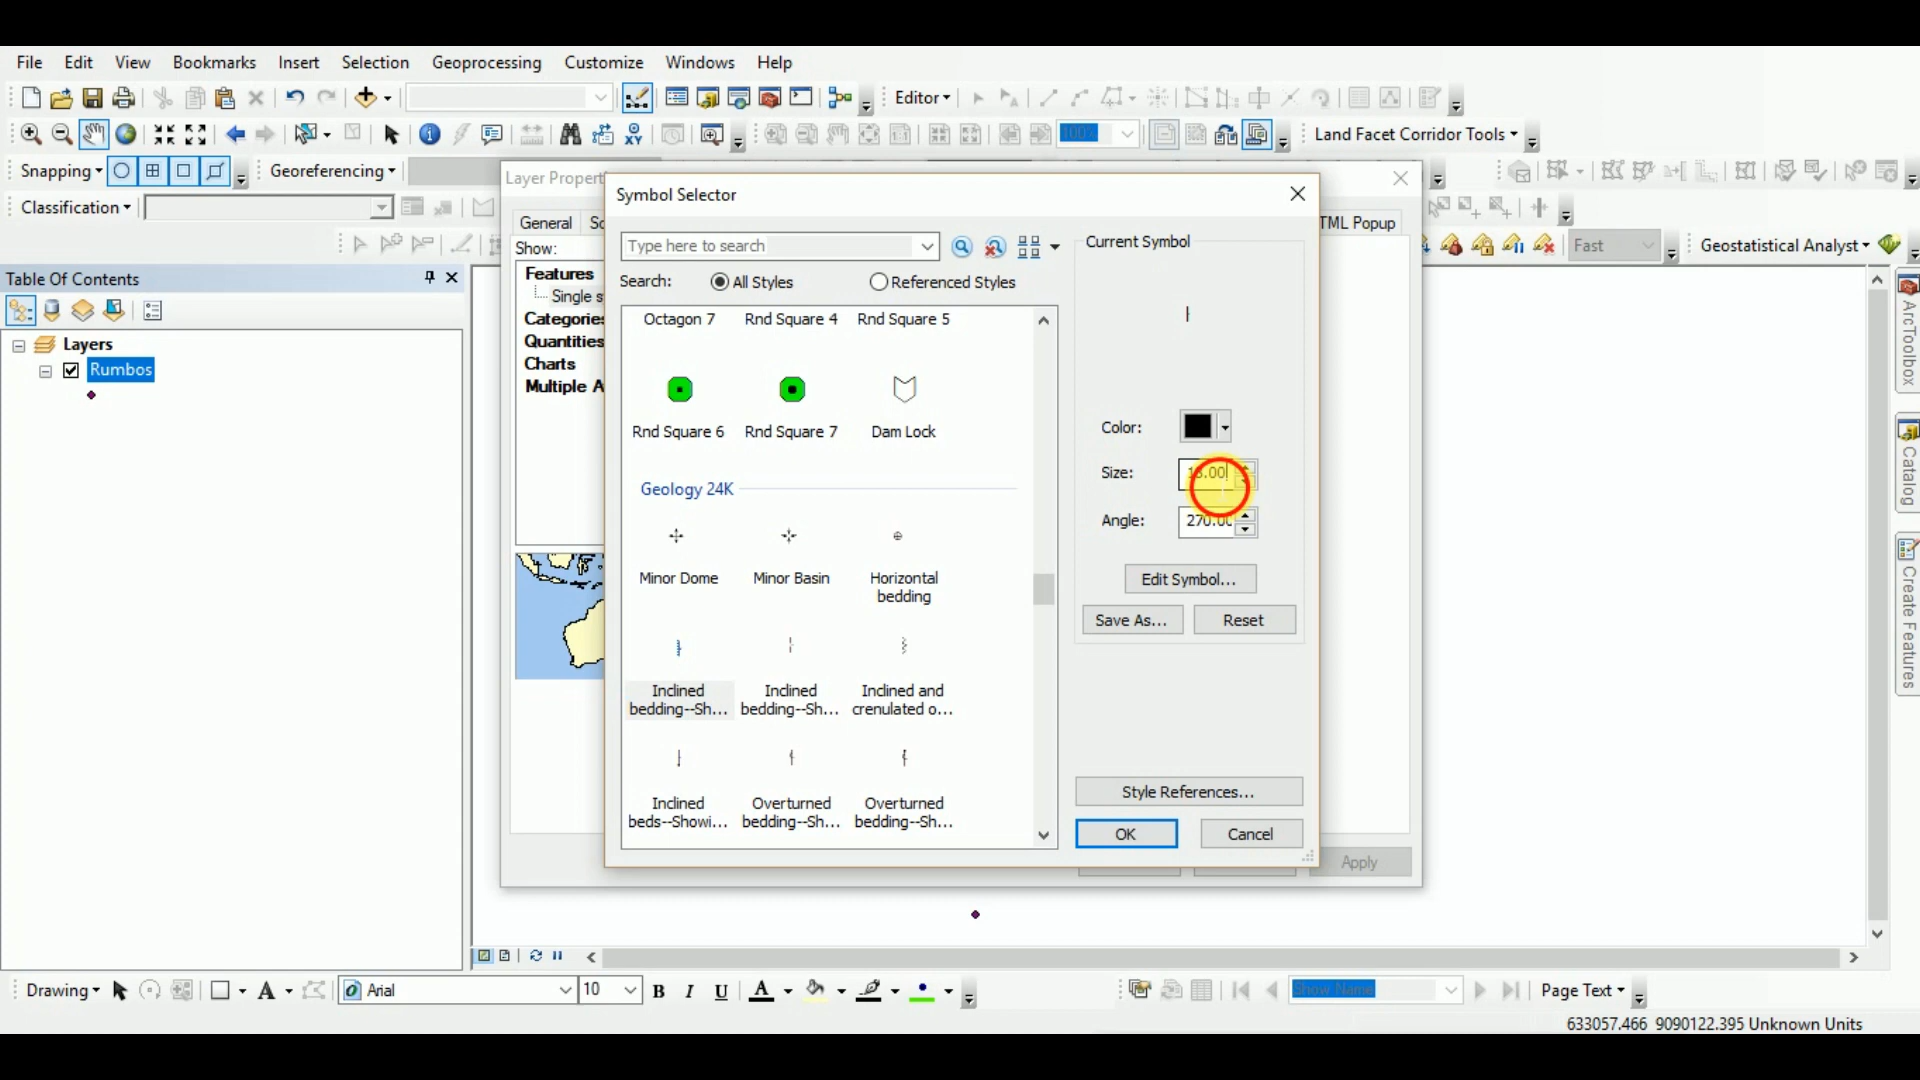 File Edit View Bookmarks Insert Selection Geoprocessing Customize Windows Help
Editor
100%
Land Facet Corridor Tools
Snapping Georeferencing
Layer Propert
Symbol Selector
Classification
General
TML Popup
Type here to search
Current Symbol
Show:
Fast
Geostatistical Analyst
Table Of Contents
Search: All Styles Referenced Styles
Features
Single s
Categories
Quantities
Charts
Multiple A
Octagon 7 Rnd Square 4 Rnd Square 5
Layers
Rumbos
Rnd Square 6 Rnd Square 7 Dam Lock
Color:
Size:
Geology 24K
Angle: 270.00
Minor Dome Minor Basin Horizontal
bedding
Edit Symbol...
Save As... Reset
Inclined Inclined Inclined and
bedding--Sh... bedding--Sh... crenulated o...
Inclined Overturned Overturned
beds--Showi... bedding--Sh... bedding--Sh...
Style References...
OK Cancel
Apply
ArcToolbox
Catalog
Create Features
Drawing Arial 10 B I U A
Show Name
Page Text
633057.466 9090122.395 Unknown Units